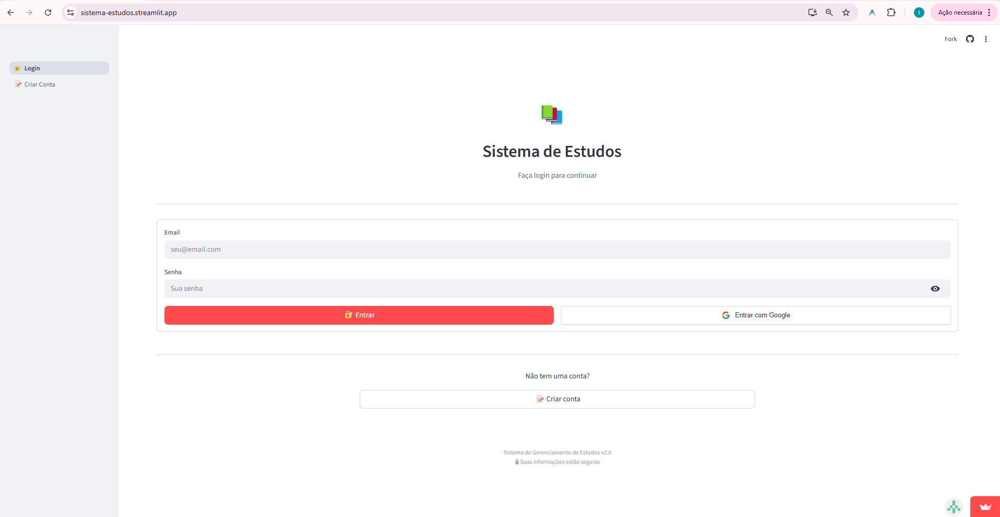 sistema-estudos.streamlit.app
I
Ação necessária
Fork
Login
Criar Conta
Sistema de Estudos
Faça login para continuar
Email
seu@email.com
Senha
Sua senha
Entrar
Entrar com Google
Não tem uma conta?
Criar conta
Sistema de Gerenciamento de Estudos v2.0
Suas informações estão seguras